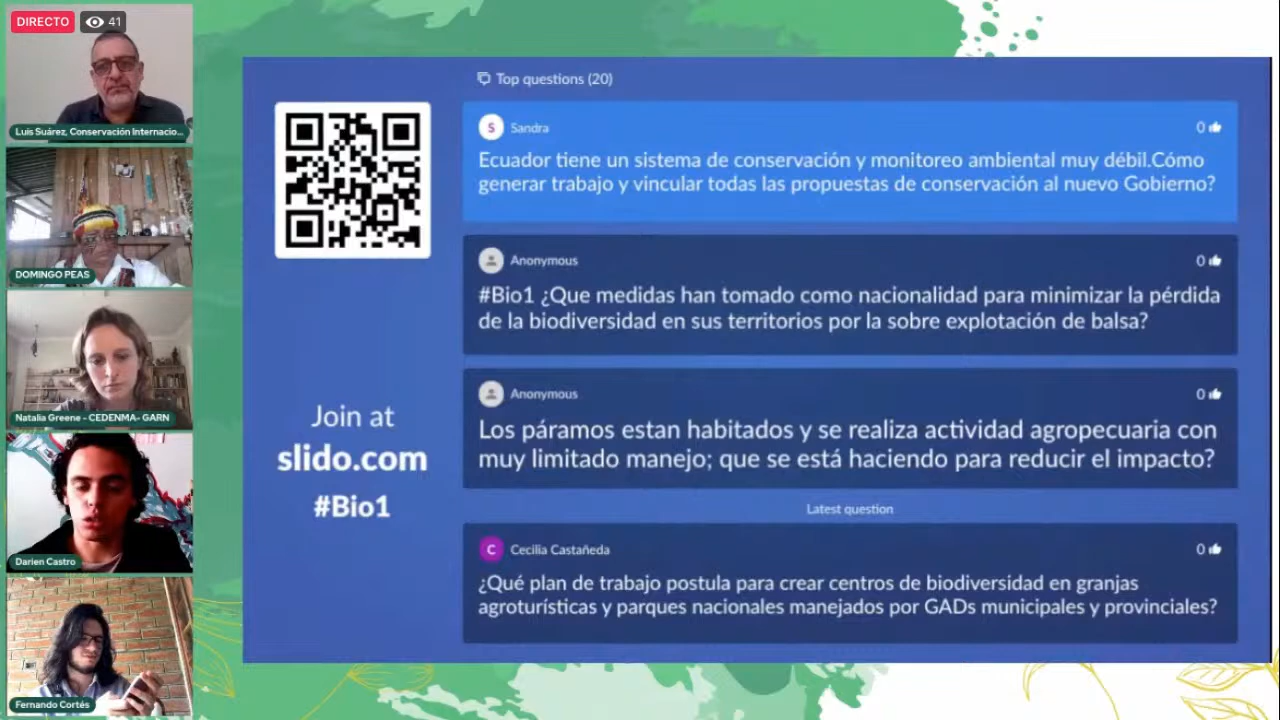 DIRECTO
41
Luis Suárez, Conservación Internacio...
DOMINGO PEAS
Natalia Greene - CEDENMA- GARN
Darien Castro
Fernando Cortés
Join at
slido.com
#Bio1
Top questions (20)
S Sandra
0
Ecuador tiene un sistema de conservación y monitoreo ambiental muy débil.Cómo
generar trabajo y vincular todas las propuestas de conservación al nuevo Gobierno?
Anonymous
0
#Bio1 ¿Que medidas han tomado como nacionalidad para minimizar la pérdida
de la biodiversidad en sus territorios por la sobre explotación de balsa?
Anonymous
0
Los páramos estan habitados y se realiza actividad agropecuaria con
muy limitado manejo; que se está haciendo para reducir el impacto?
Latest question
C Cecilia Castañeda
0
¿Qué plan de trabajo postula para crear centros de biodiversidad en granjas
agroturísticas y parques nacionales manejados por GADs municipales y provinciales?